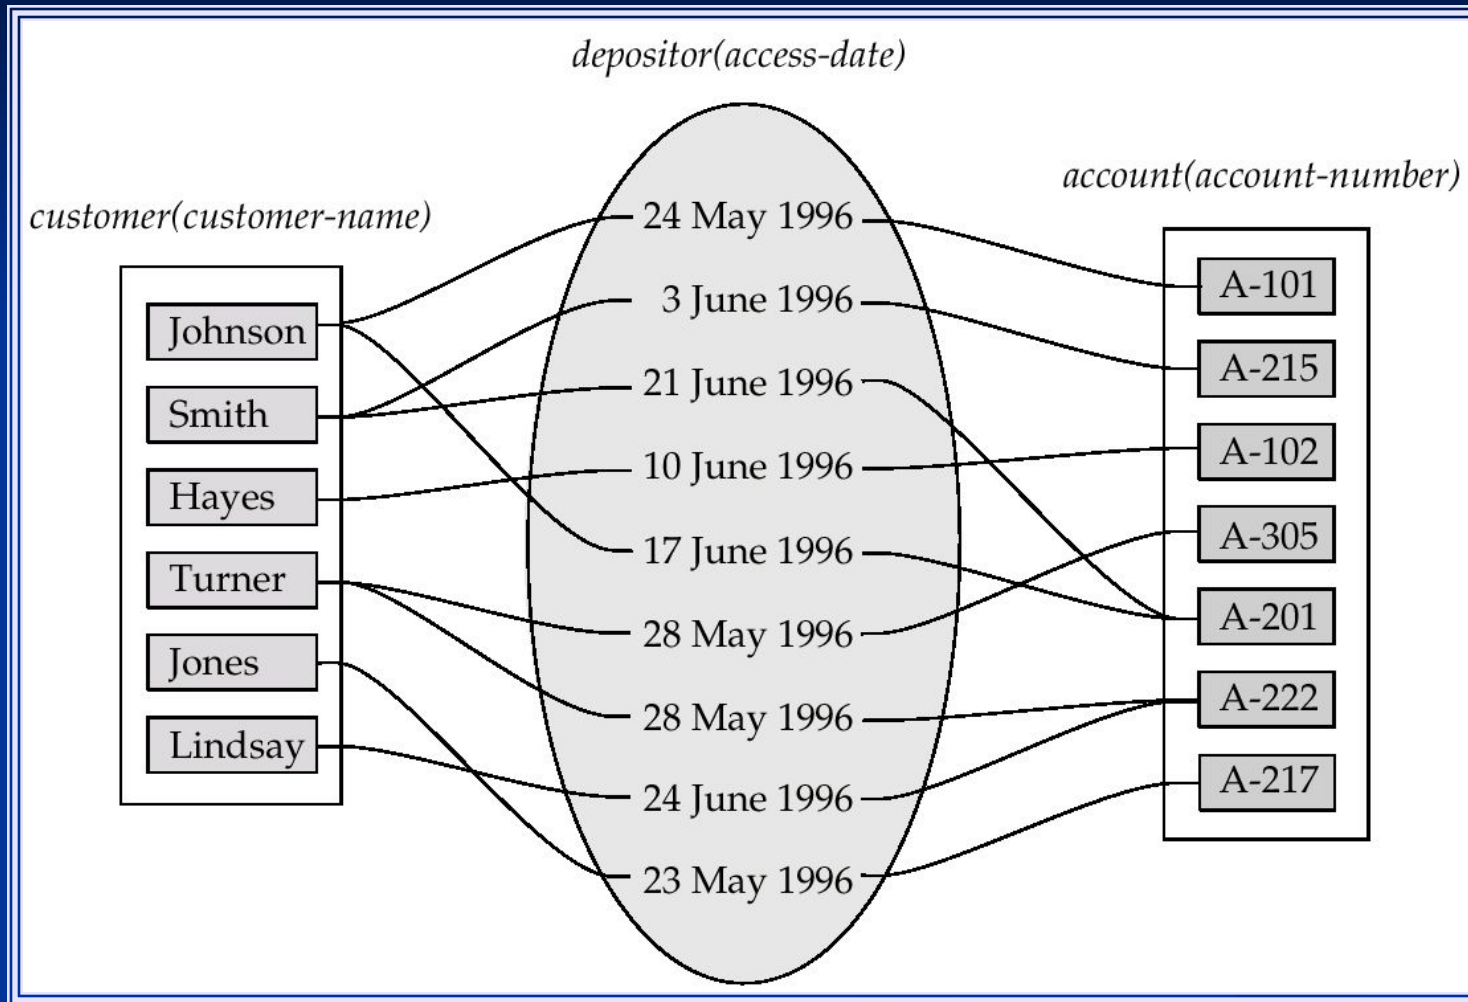 depositor(access-date)
customer(customer-name)
account(account-number)
Johnson
Smith
Hayes
Turner
Jones
Lindsay
24 May 1996
3 June 1996
21 June 1996
10 June 1996
17 June 1996
28 May 1996
28 May 1996
24 June 1996
23 May 1996
A-101
A-215
A-102
A-305
A-201
A-222
A-217